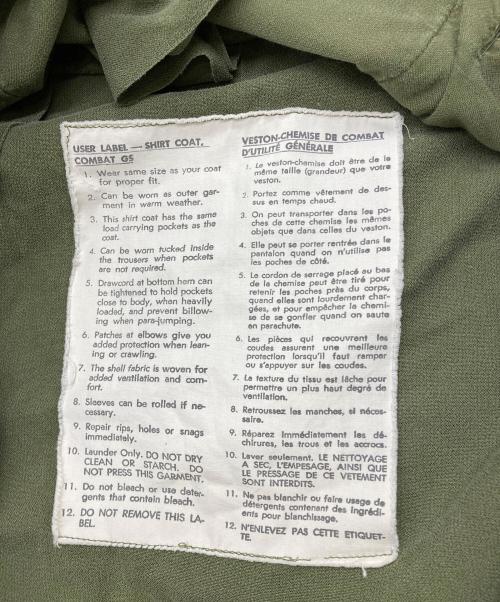 USER LABEL — SHIRT COAT,
COMBAT GS
1. Wear same size as your coat
for proper fit.
2. Can be worn as outer gar-
ment in warm weather.
3. This shirt coat has the same
load carrying pockets as the
coat.
4. Can be worn tucked inside
the trousers when pockets
are not required.
5. Drawcord at bottom hem can
be tightened to hold pockets
close to body, when heavily
loaded, and prevent billow-
ing when para-jumping.
6. Patches at elbows give you
added protection when lean-
ing or crawling.
7. The shell fabric is woven for
added ventilation and com-
fort.
8. Sleeves can be rolled if ne-
cessary.
9. Repair rips, holes or snags
immediately.
10. Launder Only. DO NOT DRY
CLEAN OR STARCH. DO
NOT PRESS THIS GARMENT.
11. Do not bleach or use deter-
gents that contain bleach.
12. DO NOT REMOVE THIS LA-
BEL.
VESTON-CHEMISE DE COMBAT
D'UTILITÉ GÉNÉRALE
1. Le veston-chemise doit être de la
même taille (grandeur) que votre
veston.
2. Portez comme vêtement de des-
sus en temps chaud.
3. On peut transporter dans les po-
ches de cette chemise les mêmes
objets que dans celles du veston.
4. Elle peut se porter rentrée dans le
pantalon quand on n'utilise pas
les poches de côté.
5. Le cordon de serrage placé au bas
de la chemise peut être tiré pour
retenir les poches près du corps,
quand elles sont lourdement char-
gées, et pour empêcher la chemi-
se de se gonfler quand on saute
en parachute.
6. Les pièces qui recouvrent les
coudes assurent une meilleure
protection lorsqu'il faut ramper
ou s'appuyer sur les coudes.
7. La texture du tissu est lâche pour
permettre un plus haut degré de
ventilation.
8. Retroussez les manches, si néces-
saire.
9. Réparez immédiatement les dé-
chirures, les trous et les accrocs.
10. Laver seulement. LE NETTOYAGE
A SEC, L'EMPESAGE, AINSI QUE
LE PRESSAGE DE CE VETEMENT
SONT INTERDITS.
11. Ne pas blanchir ou faire usage de
détergents contenant des ingrédi-
ents pour blanchissage.
12. N'ENLEVEZ PAS CETTE ETIQUET-
TE.